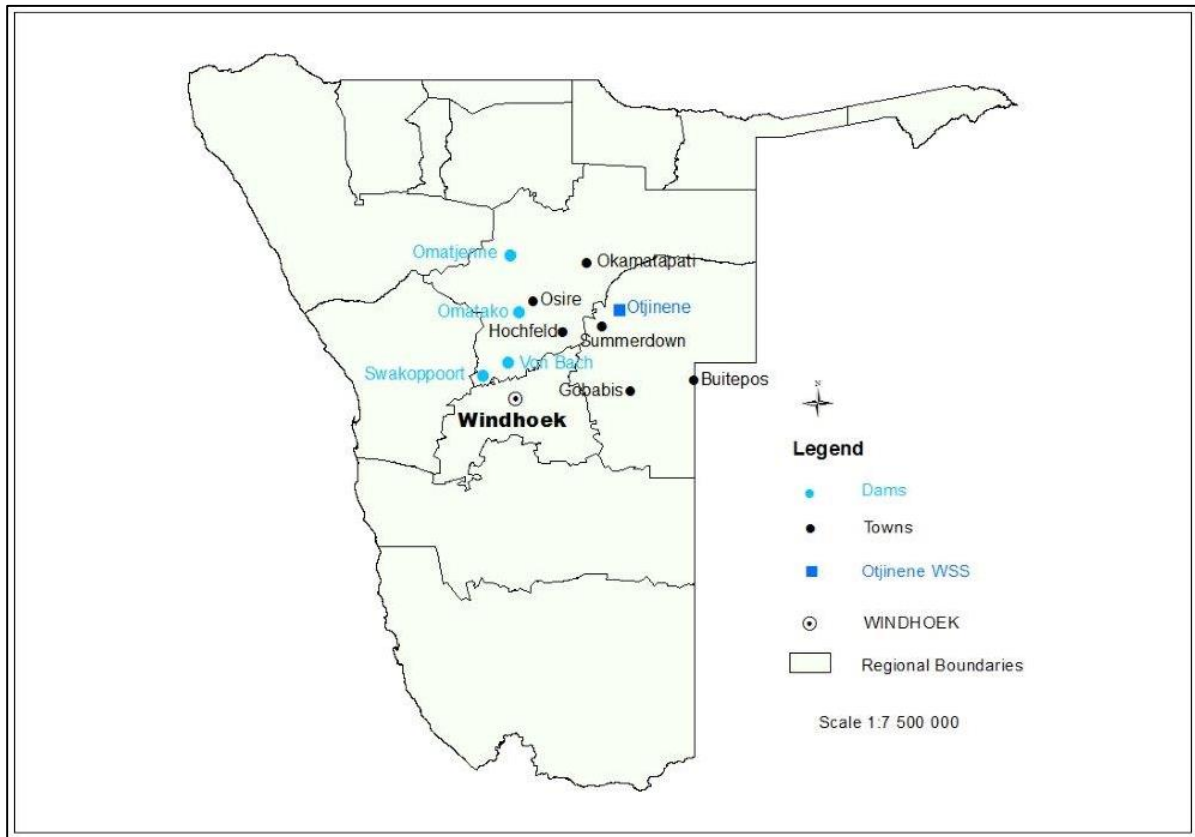 Omatjenne
Okamatapati
Osire
Otjinene
Omatako
Hochfeld
Summerdown
Von Bach
Swakoppoort
Buitepos
Gobabis
Windhoek
N
Legend
Dams
Towns
Otjinene WSS
WINDHOEK
Regional Boundaries
Scale 1:7 500 000